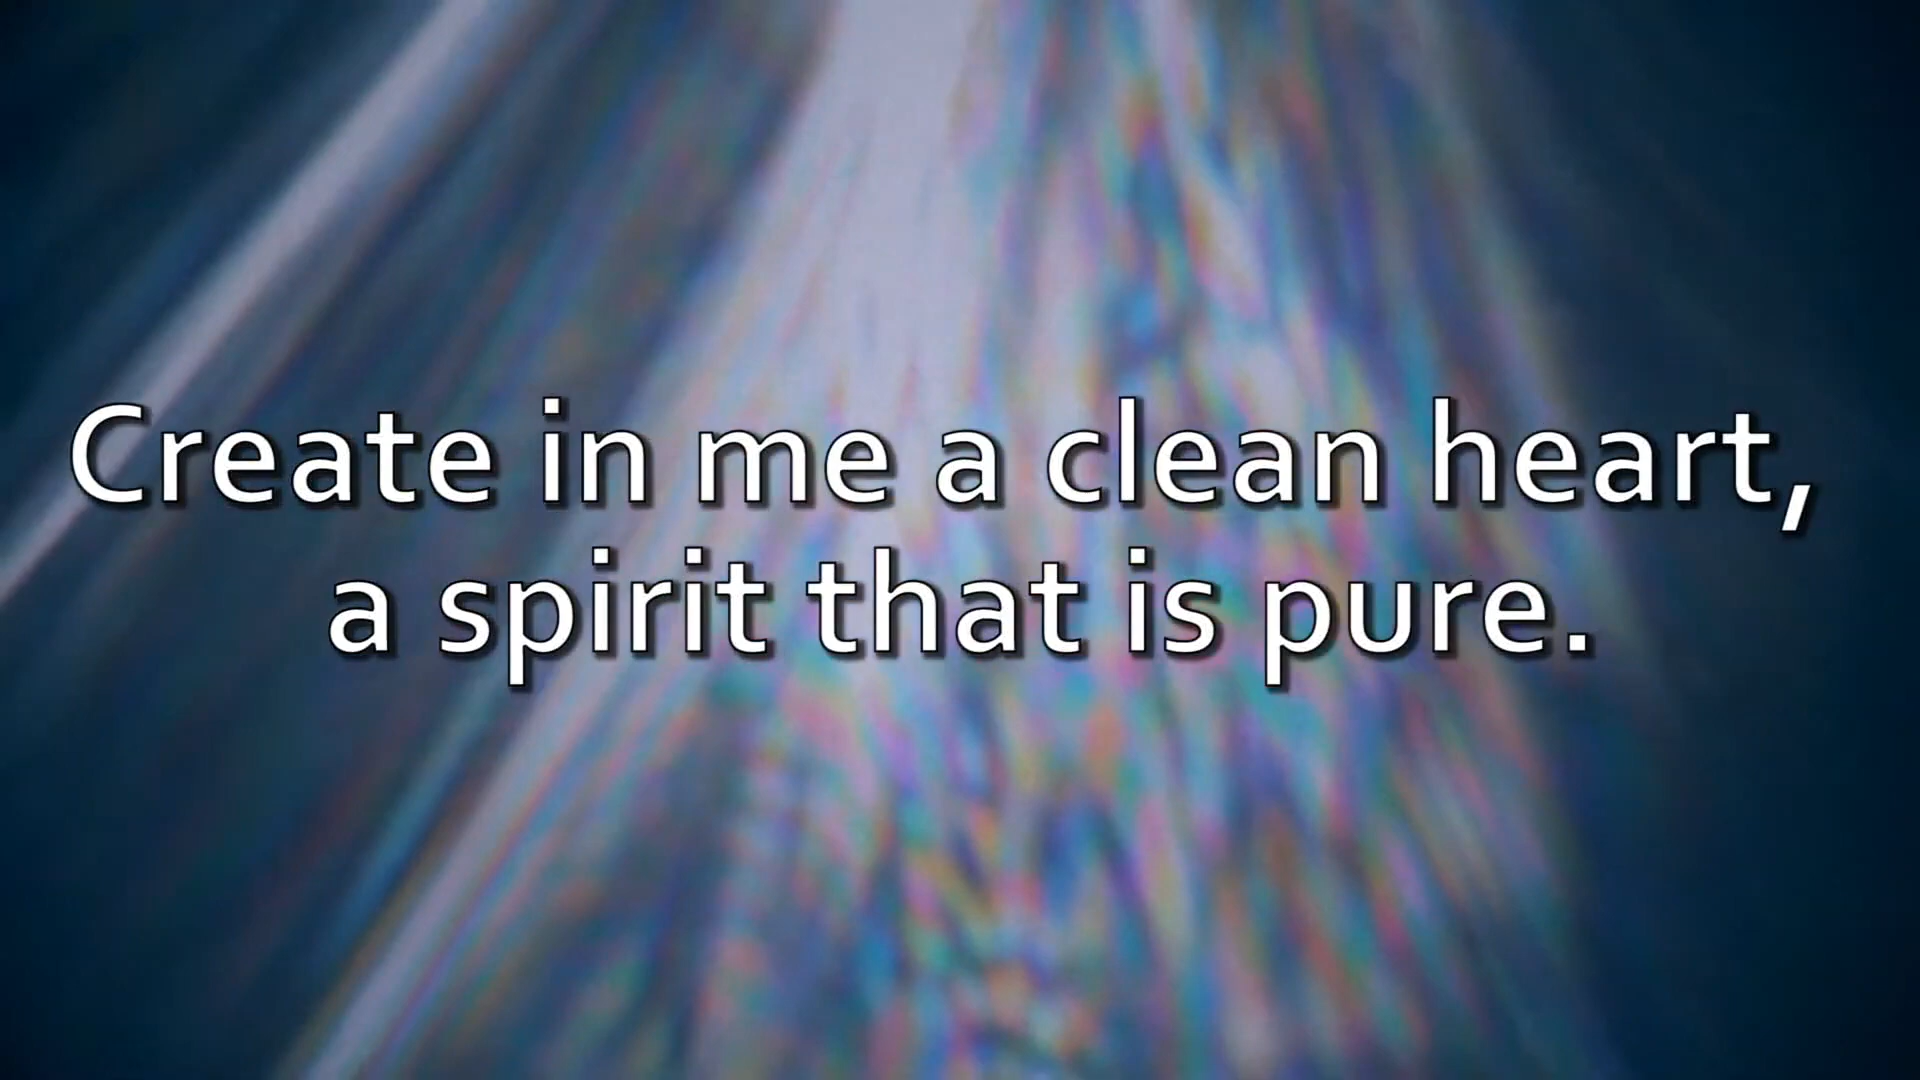 Create in me a clean heart,
a spirit that is pure.